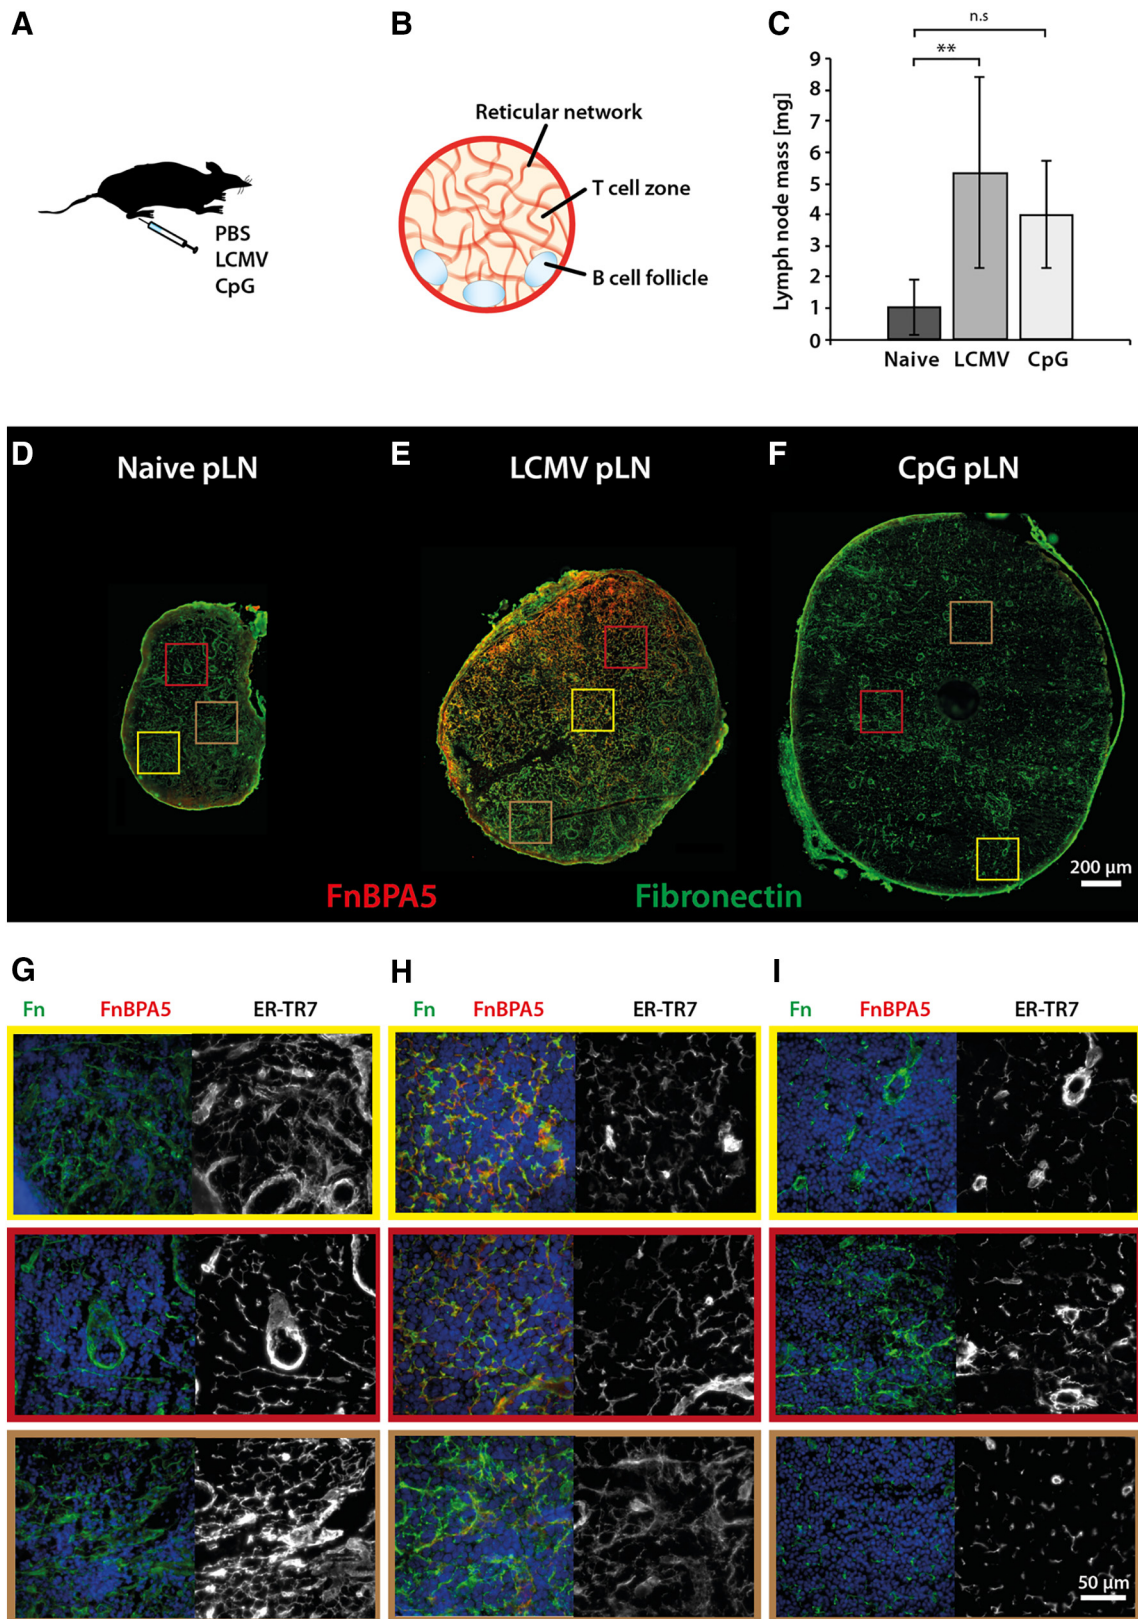 A
B
C
PBS
LCMV
CpG
Reticular network
T cell zone
B cell follicle
n.s
**
Lymph node mass [mg]
9
8
7
6
5
4
3
2
1
0
Naive
LCMV
CpG
D
E
F
Naive pLN
LCMV pLN
CpG pLN
FnBPA5
Fibronectin
200 µm
G
H
I
Fn FnBPA5 ER-TR7
Fn FnBPA5 ER-TR7
Fn FnBPA5 ER-TR7
50 µm